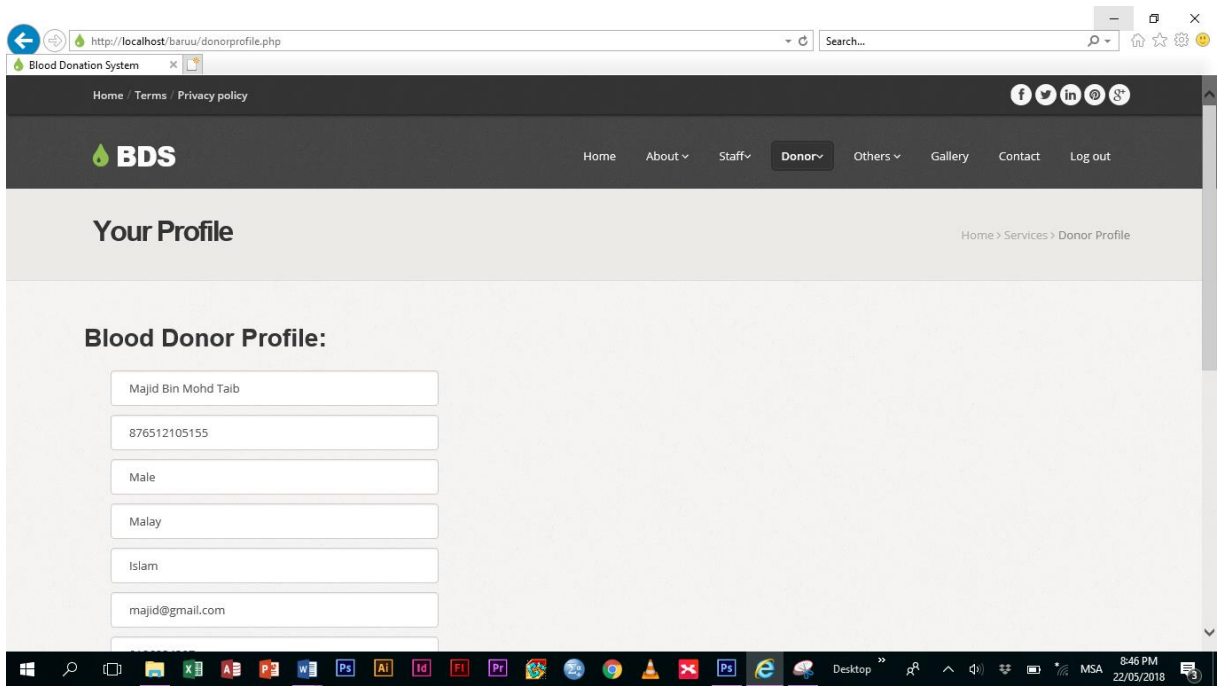 http://localhost/baruu/donorprofile.php
Search...
Blood Donation System
Home / Terms / Privacy policy
BDS
Home About Staff Donor Others Gallery Contact Log out
Your Profile
Home > Services > Donor Profile
Blood Donor Profile:
Majid Bin Mohd Taib
876512105155
Male
Malay
Islam
majid@gmail.com
Desktop
MSA
8:46 PM
22/05/2018